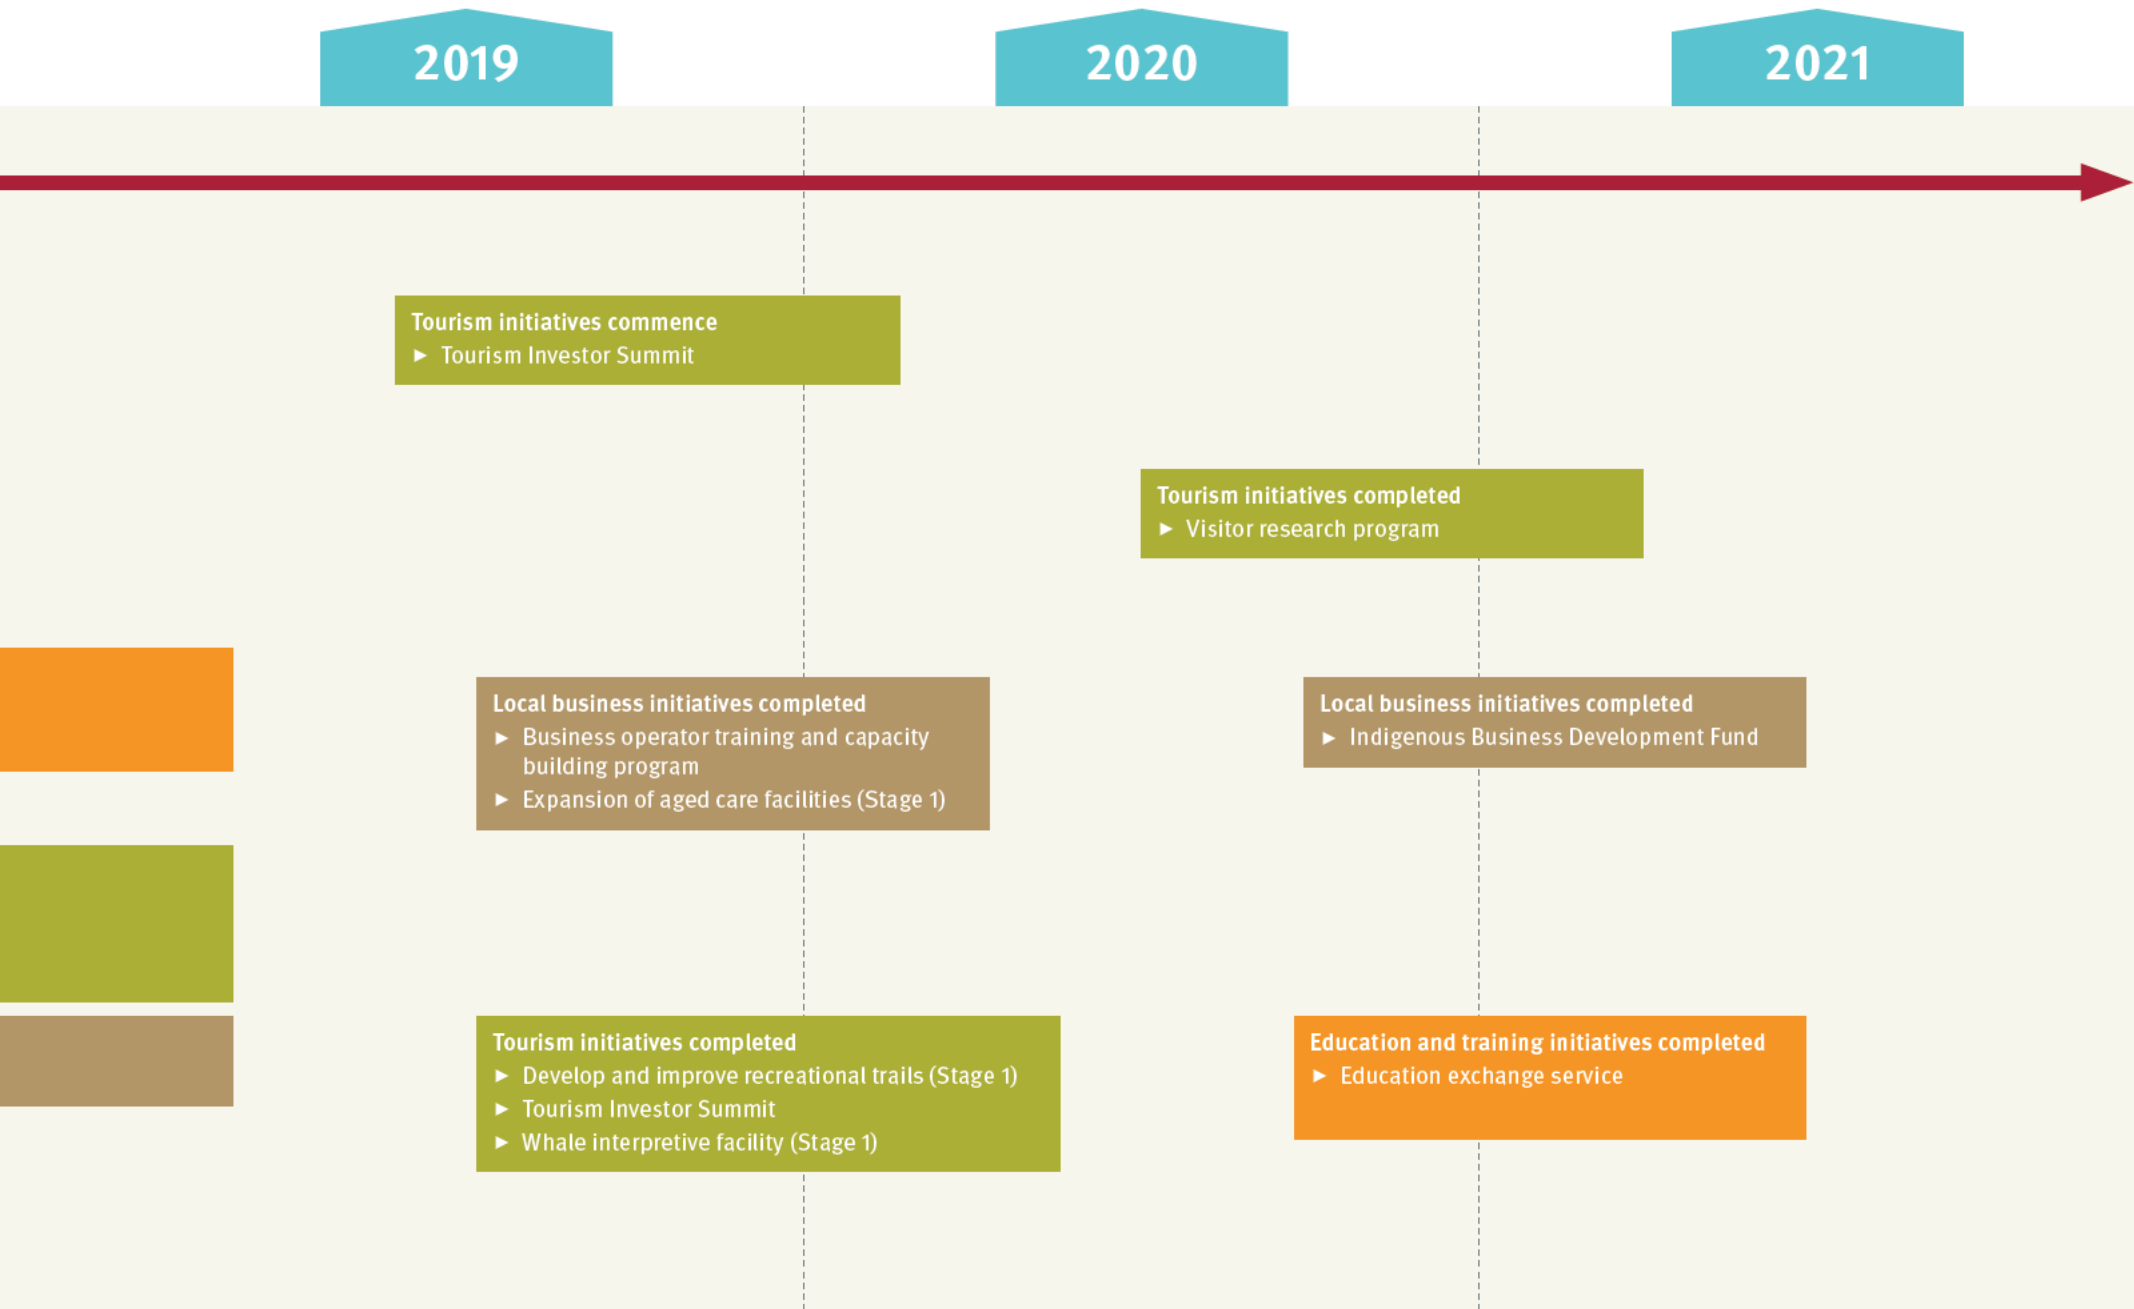 2019
2020
2021
Tourism initiatives commence
► Tourism Investor Summit
Tourism initiatives completed
► Visitor research program
Local business initiatives completed
► Business operator training and capacity
building program
► Expansion of aged care facilities (Stage 1)
Local business initiatives completed
► Indigenous Business Development Fund
Tourism initiatives completed
► Develop and improve recreational trails (Stage 1)
► Tourism Investor Summit
► Whale interpretive facility (Stage 1)
Education and training initiatives completed
► Education exchange service